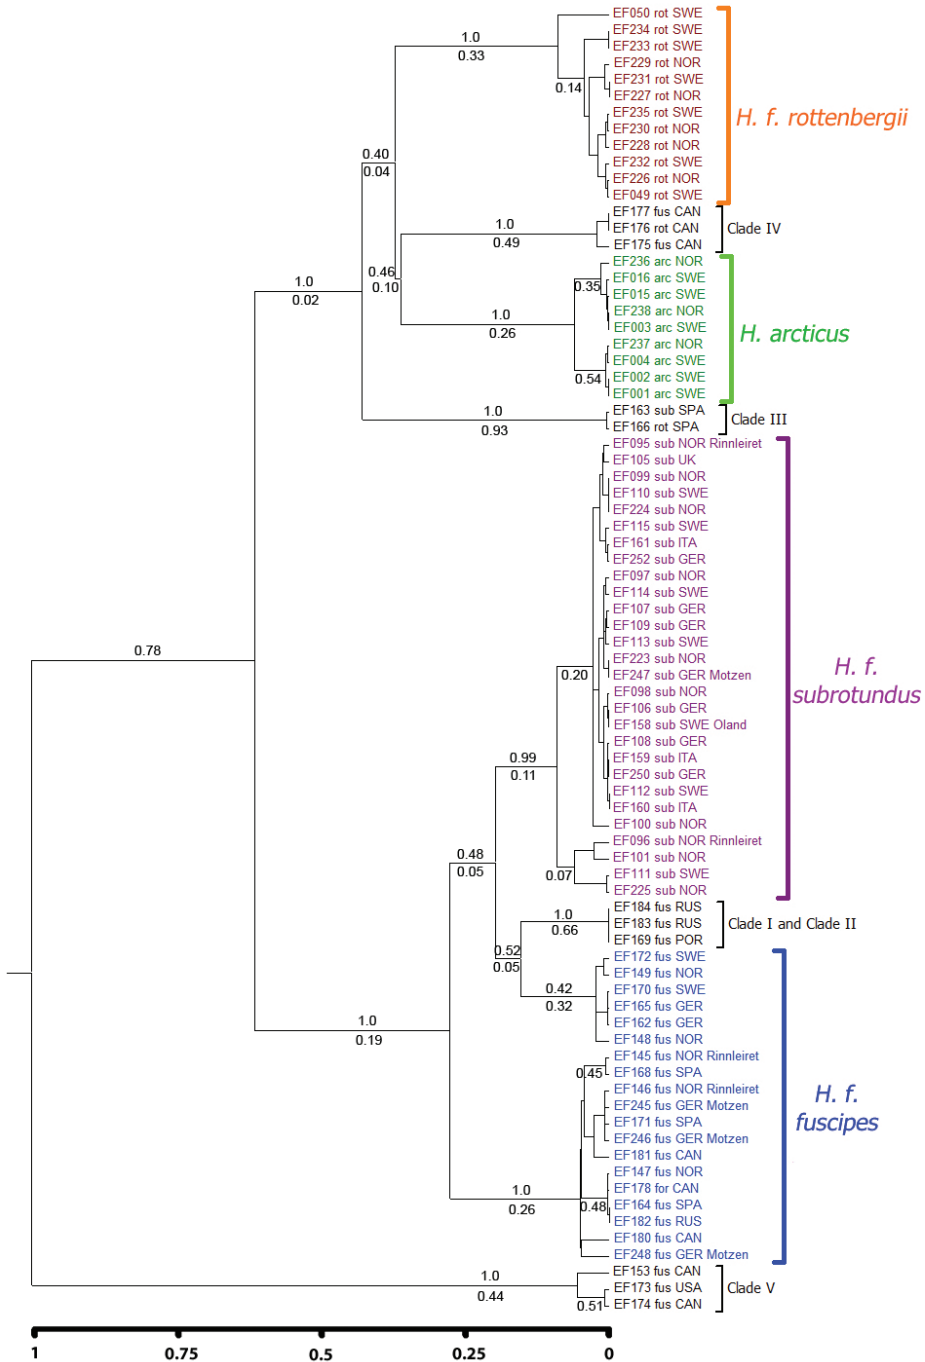 EF050 rot SWE
EF234 rot SWE
1.0
EF233 rot SWE
0.33
EF229 rot NOR
EF231 rot SWE
0.14
EF227 rot NOR
EF235 rot SWE
H. f. rottenbergii
EF230 rot NOR
EF228 rot NOR
0.40
EF232 rot SWE
0.04
EF226 rot NOR
EF049 rot SWE
EF177 fus CAN
1.0
EF176 rot CAN
Clade IV
0.49
EF175 fus CAN
EF236 arc NOR
0.46
EF016 arc SWE
1.0
0.10
0.35
EF015 arc SWE
0.02
EF238 arc NOR
1.0
EF003 arc SWE
0.26
H. arcticus
EF237 arc NOR
EF004 arc SWE
0.54
EF002 arc SWE
EF001 arc SWE
1.0
EF163 sub SPA
Clade III
0.93
EF166 rot SPA
EF095 sub NOR Rinnleiret
EF105 sub UK
EF099 sub NOR
EF110 sub SWE
EF224 sub NOR
EF115 sub SWE
EF161 sub ITA
EF252 sub GER
EF097 sub NOR
EF114 sub SWE
EF107 sub GER
EF109 sub GER
EF113 sub SWE
0.78
EF223 sub NOR
H. f.
subrotundus
0.20
EF247 sub GER Motzen
EF098 sub NOR
EF106 sub GER
EF158 sub SWE Oland
EF108 sub GER
0.99
EF159 sub ITA
0.11
EF250 sub GER
EF112 sub SWE
EF160 sub ITA
EF100 sub NOR
EF096 sub NOR Rinnleiret
0.48
EF101 sub NOR
0.05
0.07
EF111 sub SWE
EF225 sub NOR
EF184 fus RUS
1.0
EF183 fus RUS
Clade I and Clade II
0.66
EF169 fus POR
0.52
EF172 fus SWE
0.05
EF149 fus NOR
0.42
EF170 fus SWE
0.32
EF165 fus GER
1.0
EF162 fus GER
0.19
EF148 fus NOR
EF145 fus NOR Rinnleiret
0.45
EF168 fus SPA
EF146 fus NOR Rinnleiret
H. f.
fuscipes
EF245 fus GER Motzen
EF171 fus SPA
EF246 fus GER Motzen
EF181 fus CAN
EF147 fus NOR
1.0
EF178 for CAN
0.26
0.48
EF164 fus SPA
EF182 fus RUS
EF180 fus CAN
EF248 fus GER Motzen
1.0
EF153 fus CAN
0.44
EF173 fus USA
Clade V
0.51
EF174 fus CAN
1 0.75 0.5 0.25 0